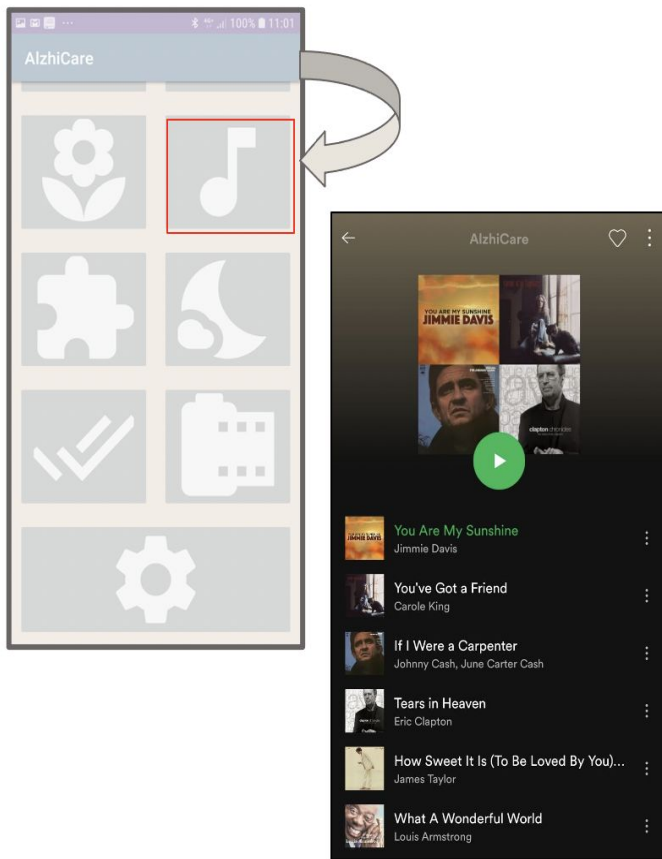 100% 11:01
AlzhiCare
AlzhiCare
YOU ARE MY SUNSHINE
JIMMIE DAVIS
clapton chronicles
You Are My Sunshine
Jimmie Davis
You've Got a Friend
Carole King
If I Were a Carpenter
Johnny Cash, June Carter Cash
Tears in Heaven
Eric Clapton
How Sweet It Is (To Be Loved By You)...
James Taylor
What A Wonderful World
Louis Armstrong